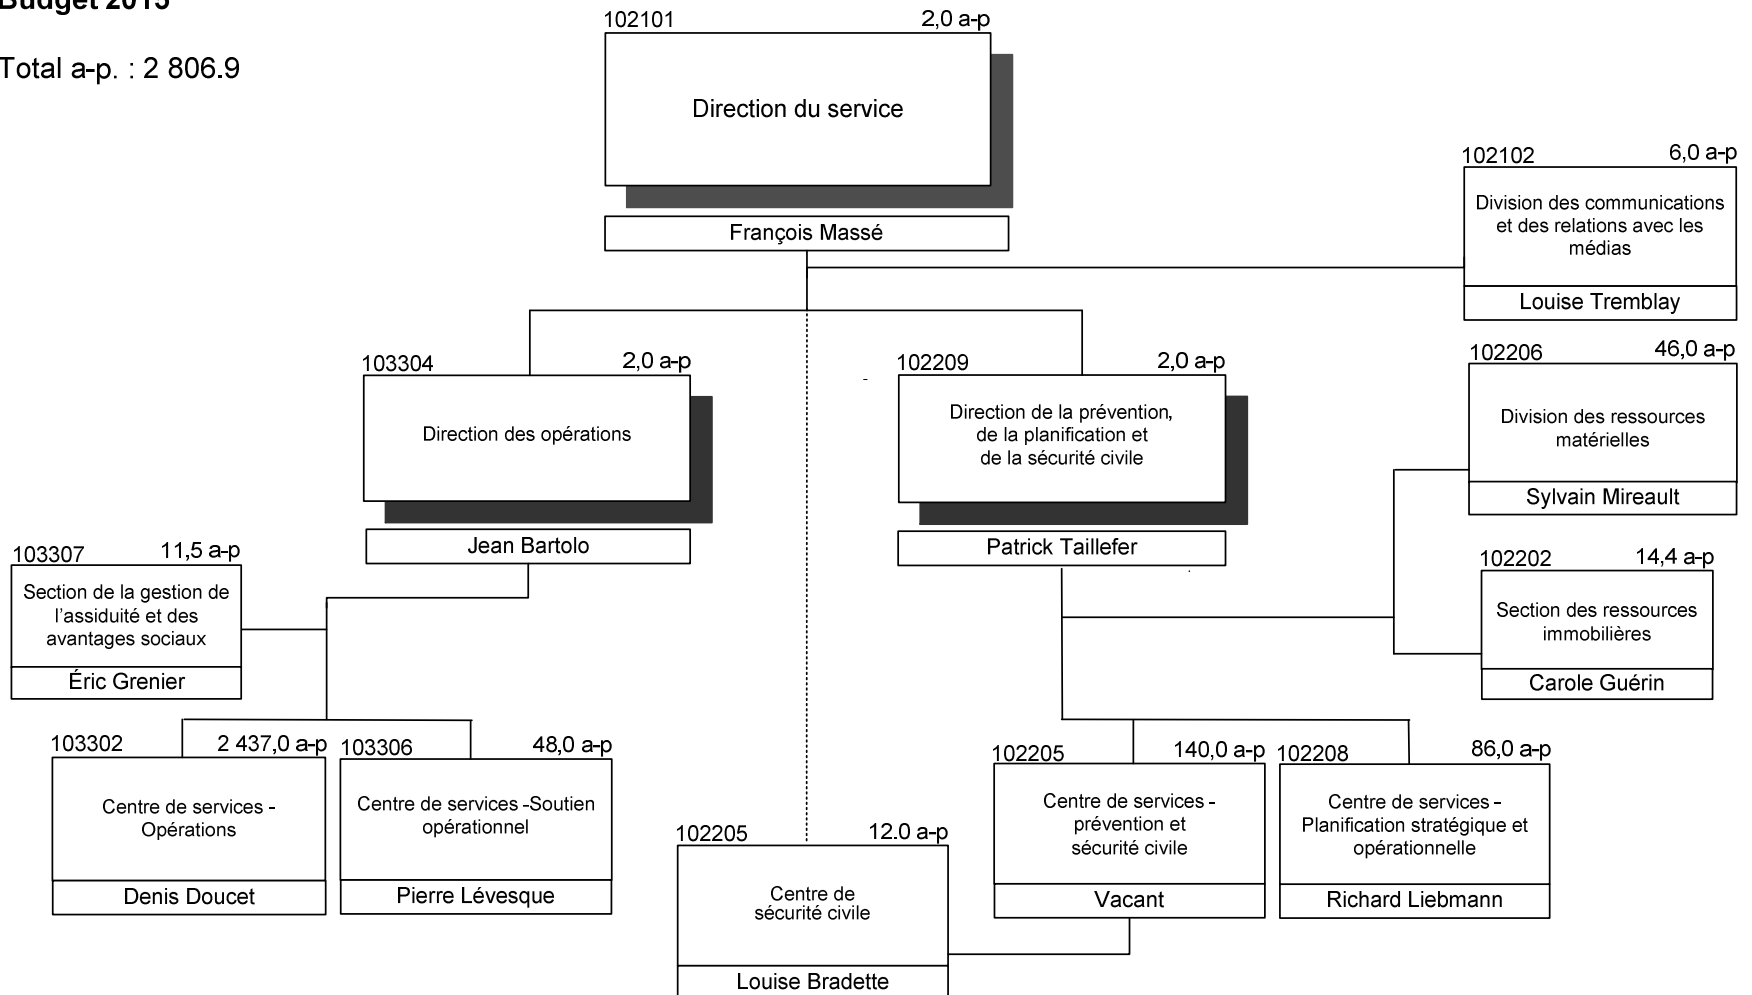 Budget 2015
Total a-p. : 2 806.9
102101 2,0 a-p
Direction du service
François Massé
102102 6,0 a-p
Division des communications
et des relations avec les
médias
Louise Tremblay
103304 2,0 a-p
Direction des opérations
Jean Bartolo
102209 2,0 a-p
Direction de la prévention,
de la planification et
de la sécurité civile
Patrick Taillefer
102206 46,0 a-p
Division des ressources
matérielles
Sylvain Mireault
102202 14,4 a-p
Section des ressources
immobilières
Carole Guérin
103307 11,5 a-p
Section de la gestion de
l'assiduité et des
avantages sociaux
Éric Grenier
103302 2 437,0 a-p
Centre de services -
Opérations
Denis Doucet
103306 48,0 a-p
Centre de services -Soutien
opérationnel
Pierre Lévesque
102205 12.0 a-p
Centre de
sécurité civile
Louise Bradette
102205 140,0 a-p
Centre de services -
prévention et
sécurité civile
Vacant
102208 86,0 a-p
Centre de services -
Planification stratégique et
opérationnelle
Richard Liebmann